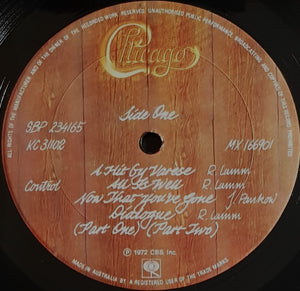 ALL RIGHTS OF THE MANUFACTURER AND OF THE OWNER OF THE RECORDED WORK RESERVED. UNAUTHORISED PUBLIC PERFORMANCE, BROADCASTING AND COPYING OF THIS RECORD PROHIBITED
Chicago
Side One
SBP 234165
KC 31102
MX 166901
Control
A Hit By Varese R. Lamm
All Is Well R. Lamm
Now That You're Gone J. Pankow
Dialogue R. Lamm
(Part One) (Part Two)
℗ 1972 CBS, Inc.
MADE IN AUSTRALIA BY A REGISTERED USER OF THE TRADE MARKS